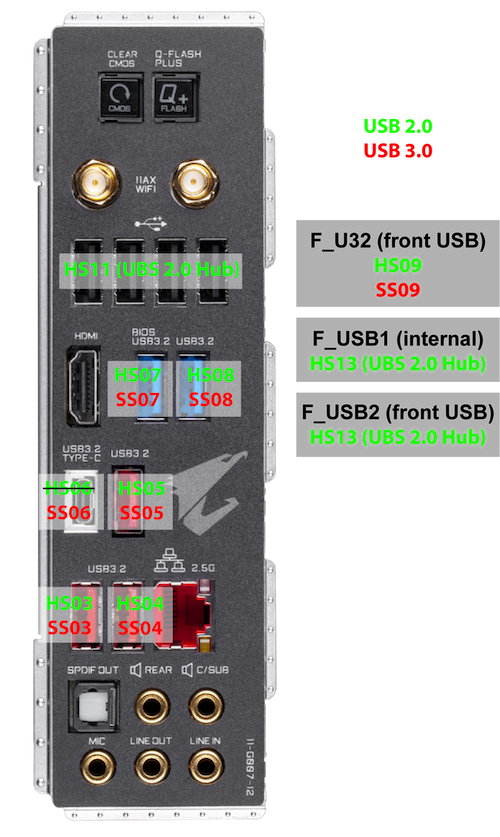 CLEAR
CMOS
Q-FLASH
PLUS
CMOS
Q+
FLASH
USB 2.0
USB 3.0
11AX
WIFI
F_U32 (front USB)
HS09
SS09
HS11 (UBS 2.0 Hub)
F_USB1 (internal)
HS13 (UBS 2.0 Hub)
HDMI
BIOS
USB3.2
USB3.2
HS07
HS08
SS07
SS08
F_USB2 (front USB)
HS13 (UBS 2.0 Hub)
USB3.2
TYPE-C
USB3.2
HS06
HS05
SS06
SS05
USB3.2
2.5G
HS03
HS04
SS03
SS04
SPDIF OUT
REAR
C/SUB
MIC
LINE OUT
LINE IN
11-G007-12